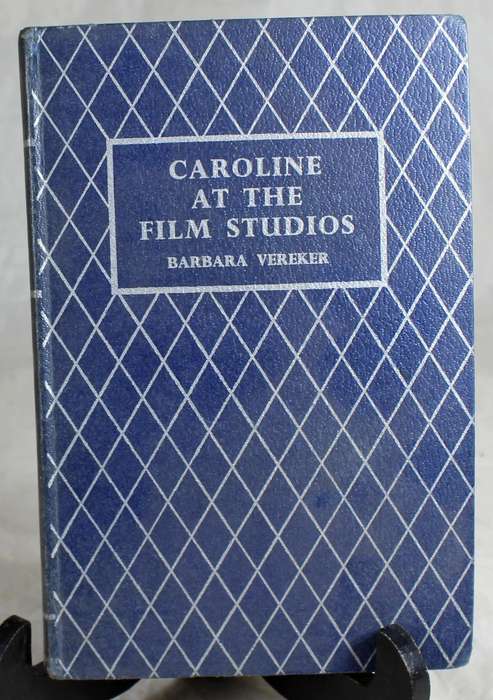 CAROLINE
AT THE
FILM STUDIOS
BARBARA VEREKER